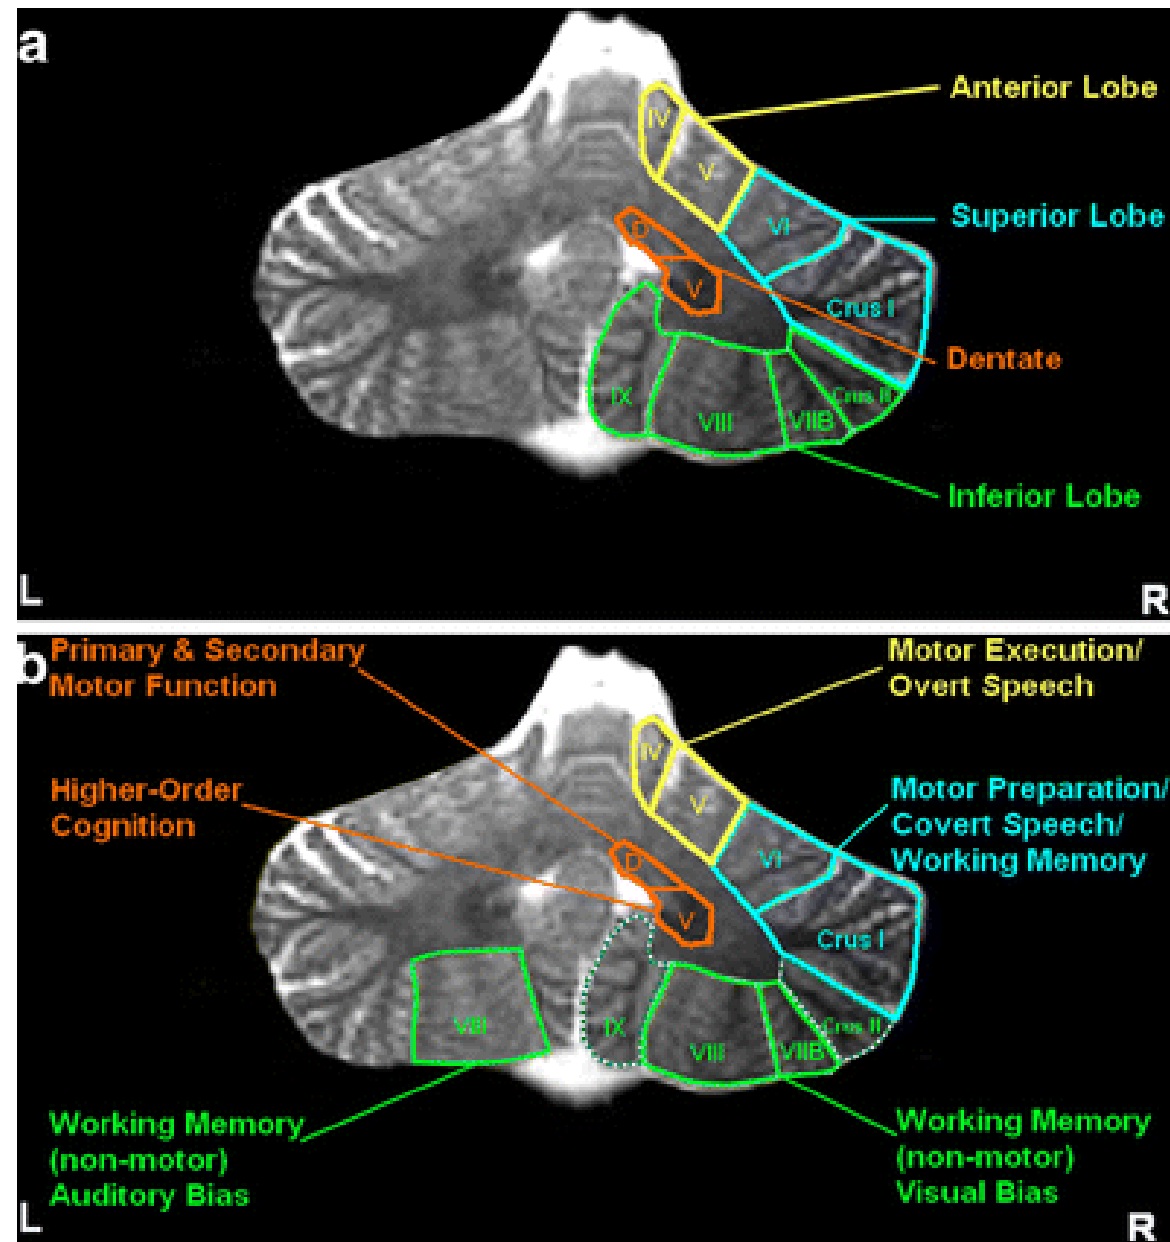 a
Anterior Lobe
IV
V
Superior Lobe
VI
D
V
Crus I
Dentate
Crus II
IX
VIII
VIIB
Inferior Lobe
L
R
b
Primary & Secondary
Motor Function
Motor Execution/
Overt Speech
IV
V
Higher-Order
Cognition
Motor Preparation/
Covert Speech/
Working Memory
D
VI
V
Crus I
VIII
IX
VIII
VIIB
Crus II
Working Memory
(non-motor)
Auditory Bias
Working Memory
(non-motor)
Visual Bias
L
R